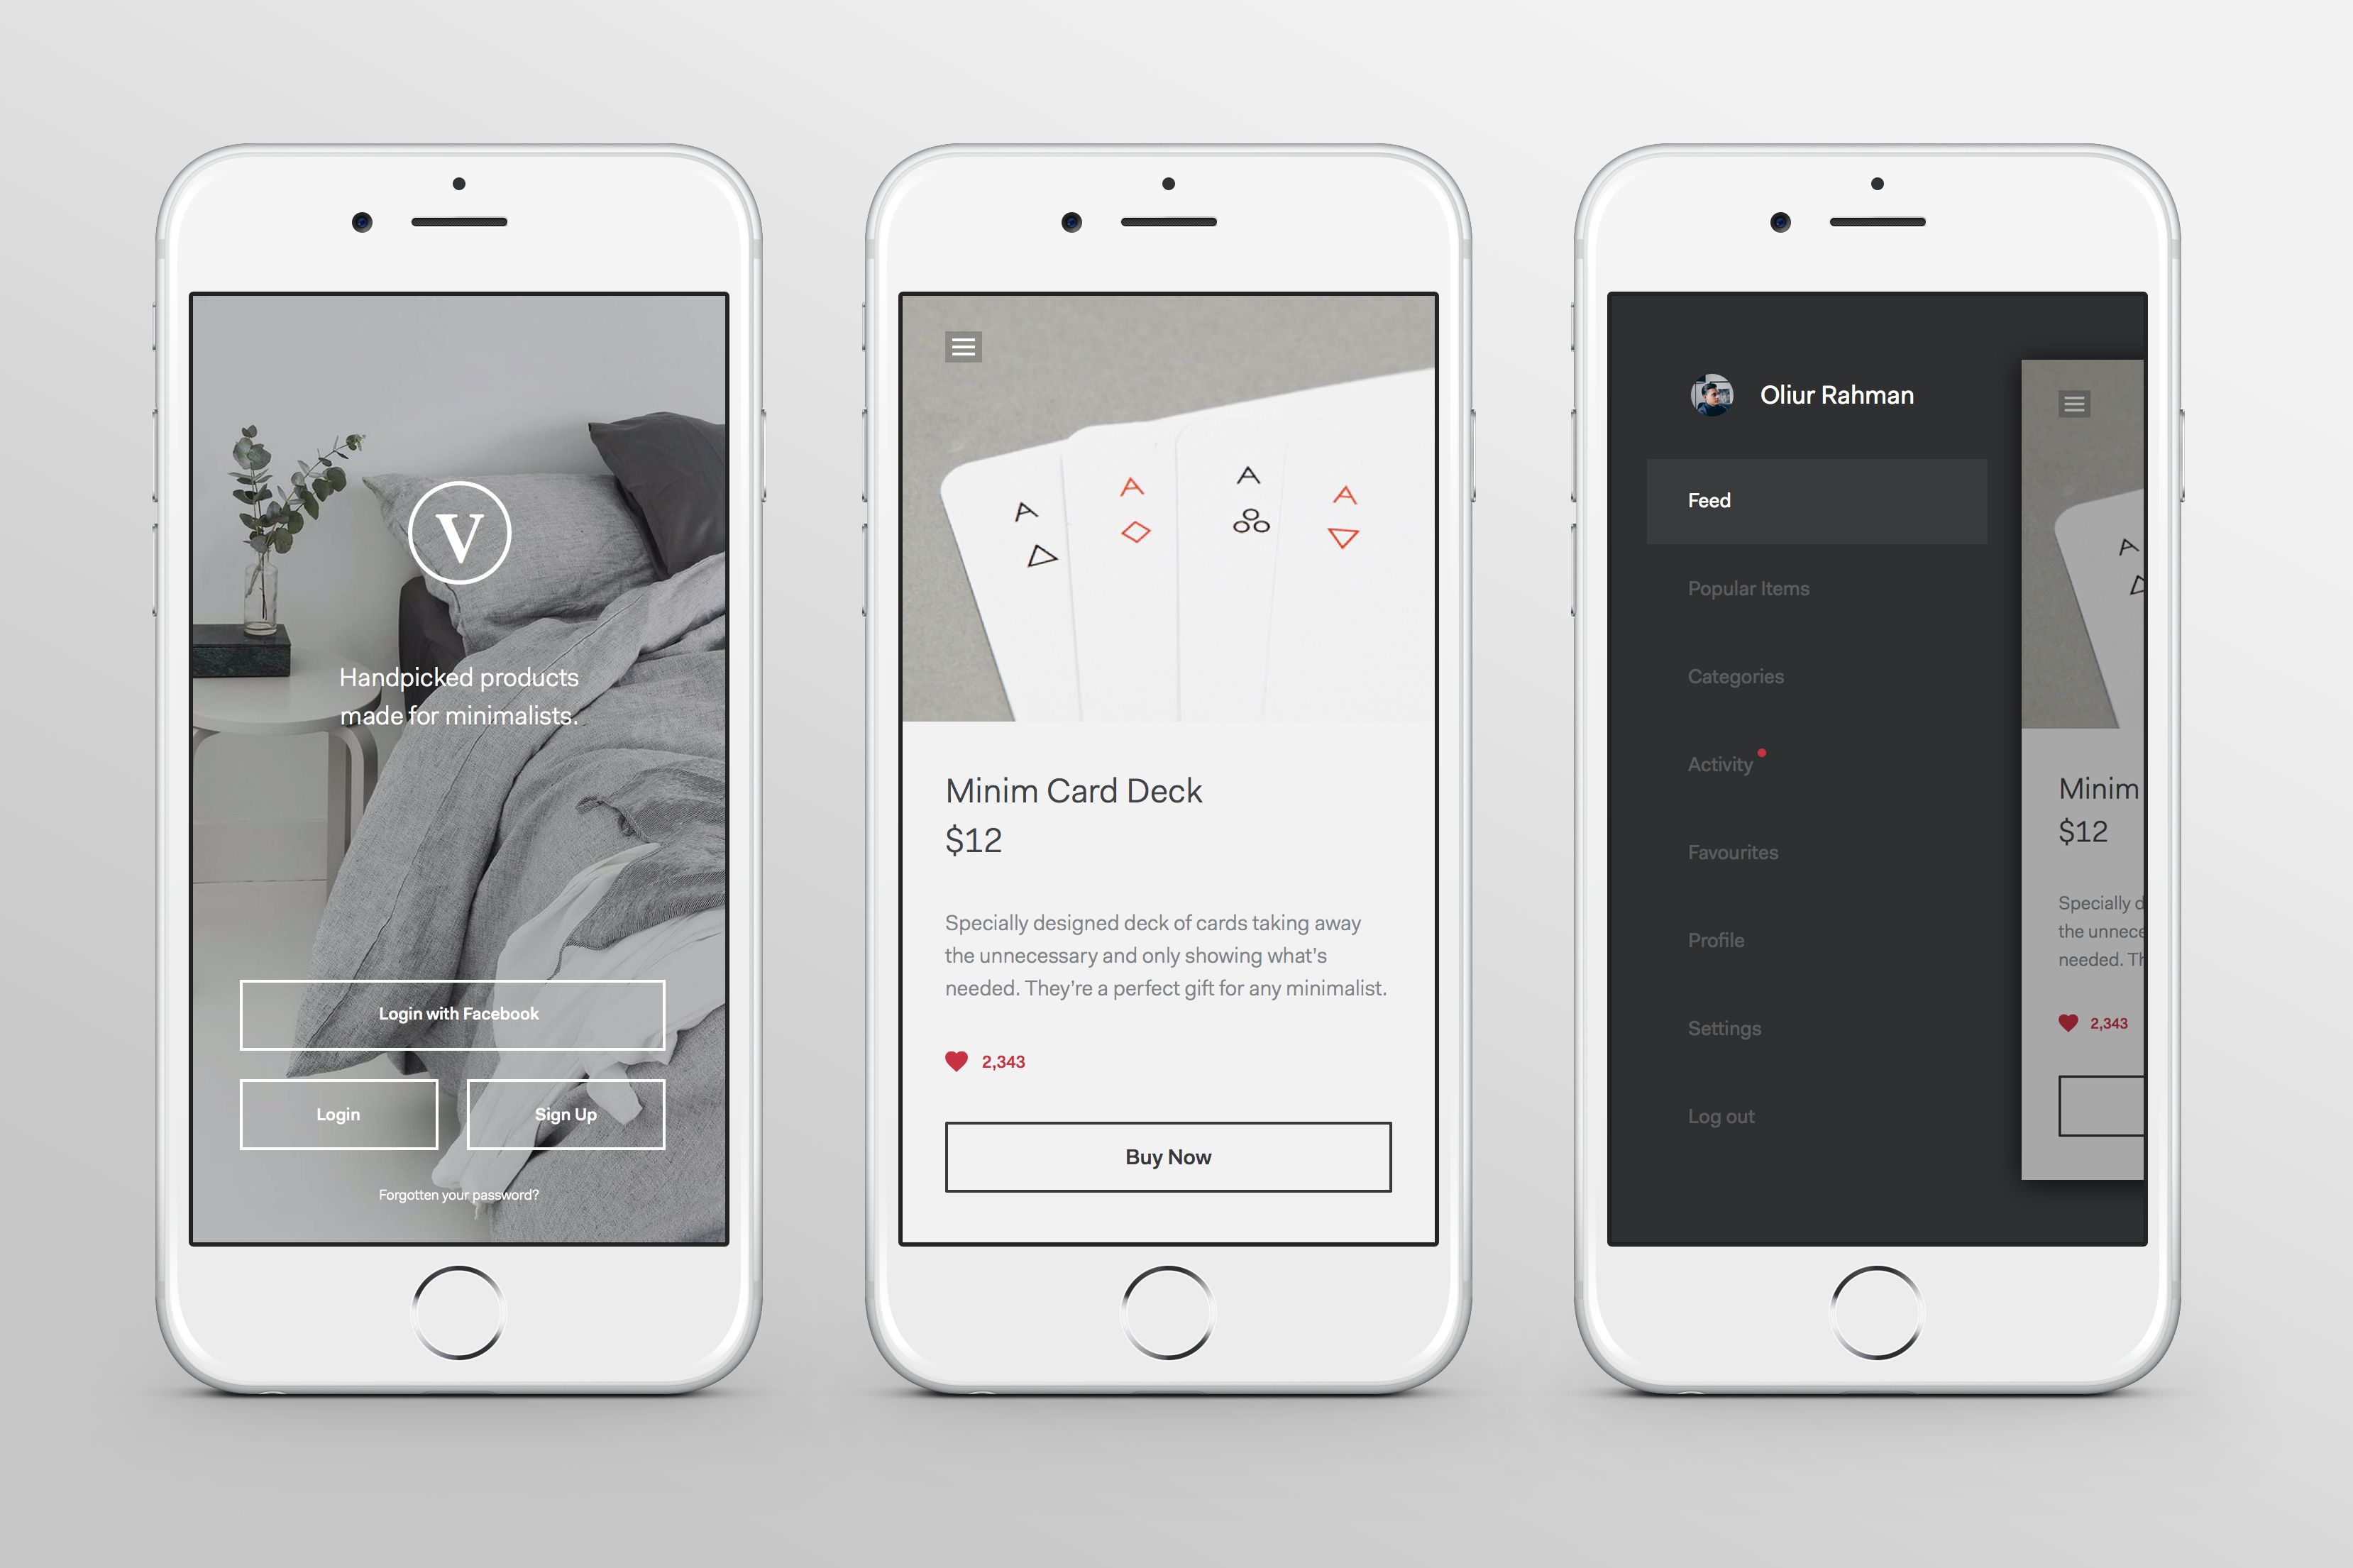 V
Handpicked products
made for minimalists.
Login with Facebook
Login
Sign Up
Forgotten your password?
A
A
A
A
Minim Card Deck
$12
Specially designed deck of cards taking away
the unnecessary and only showing what's
needed. They're a perfect gift for any minimalist.
2,343
Buy Now
Oliur Rahman
Feed
Popular Items
Categories
Activity
Favourites
Profile
Settings
Log out
A
Minim
$12
Specially d
the unnece
needed. Th
2,343